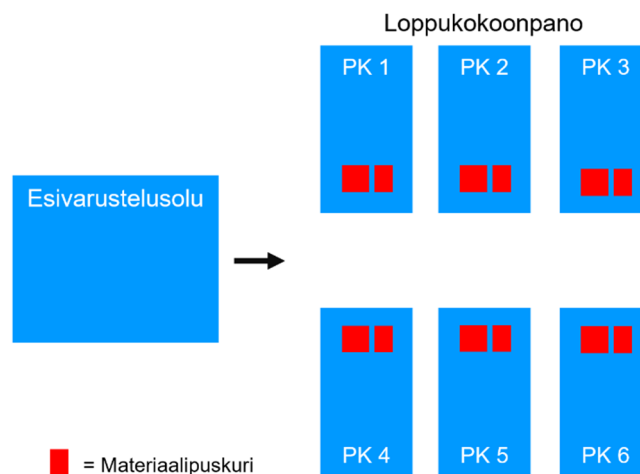 Loppukokoonpano
PK 1 PK 2 PK 3
Esivarustelusolu
PK 4 PK 5 PK 6
= Materiaalipuskuri